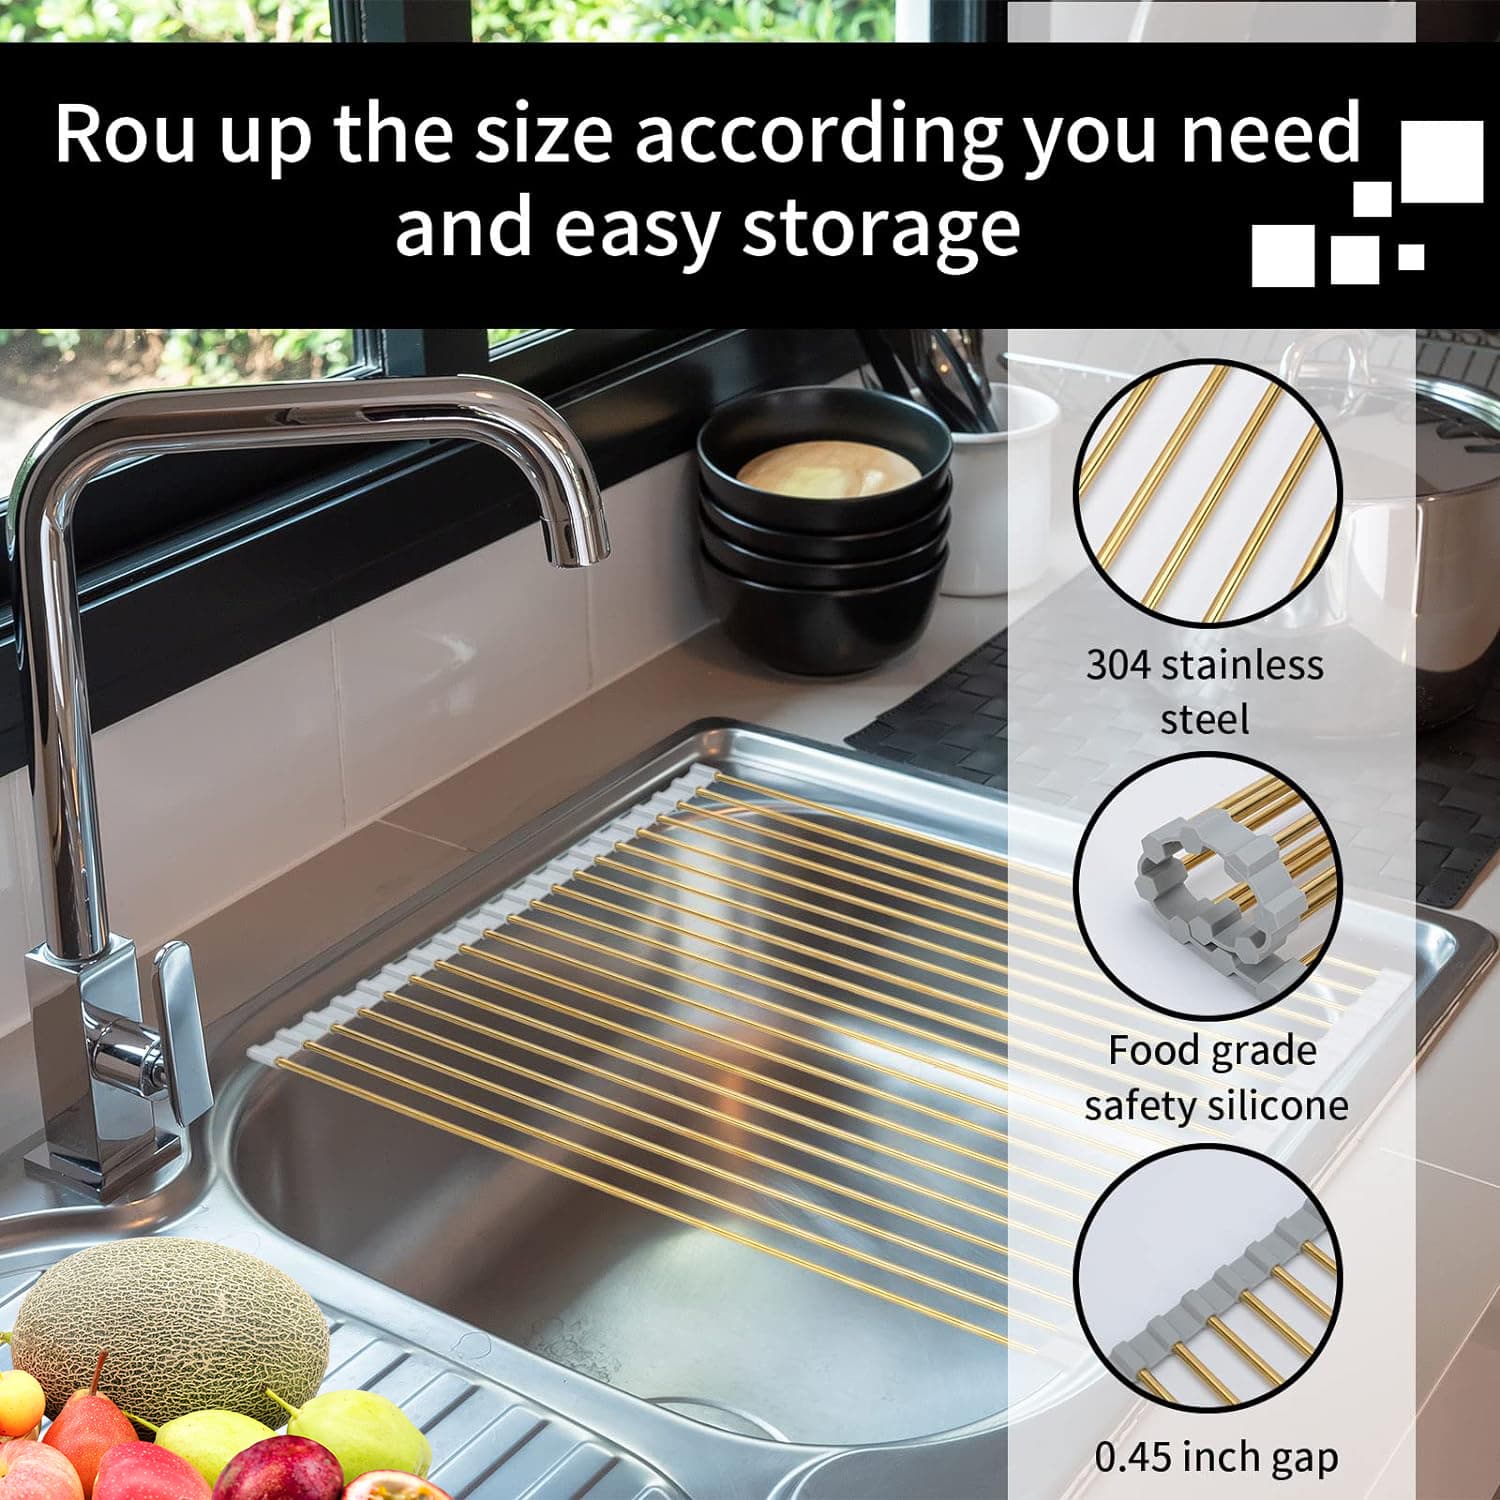 Rou up the size according you need
and easy storage
304 stainless
steel
Food grade
safety silicone
0.45 inch gap